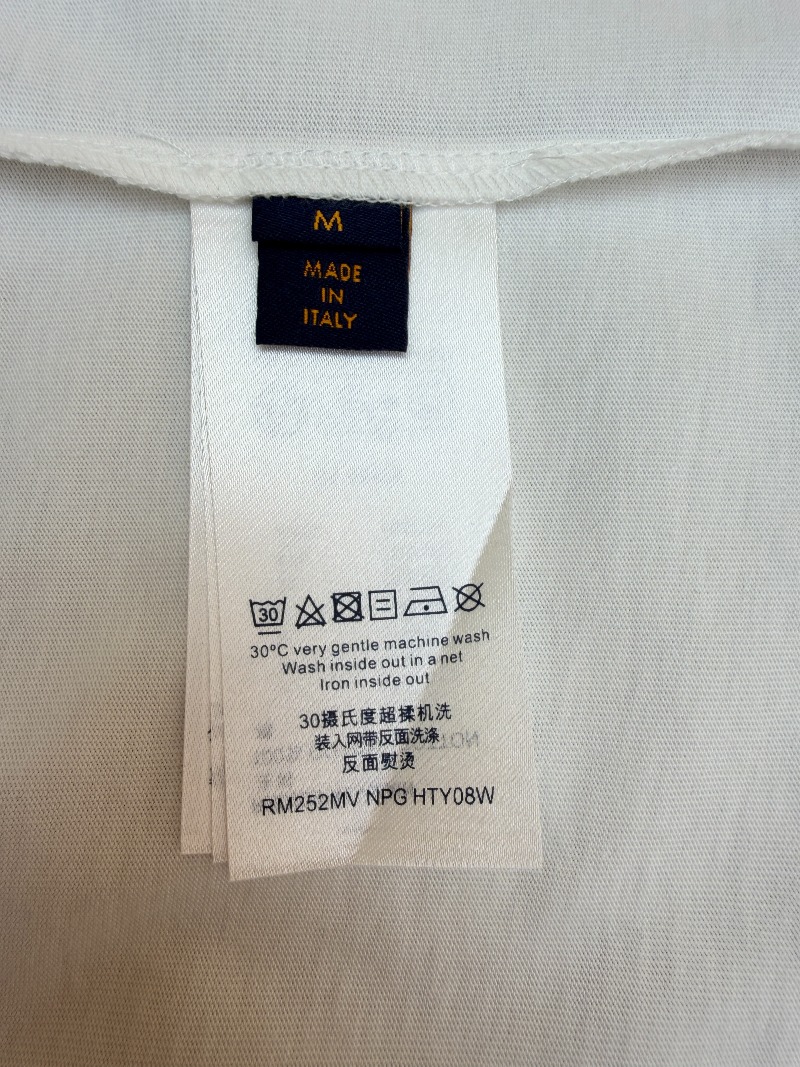 M
MADE
IN
ITALY
30
30°C very gentle machine wash
Wash inside out in a net
Iron inside out
30摄氏度超揉机洗
装入网带反面洗涤
反面熨烫
RM252MV NPG HTY08W